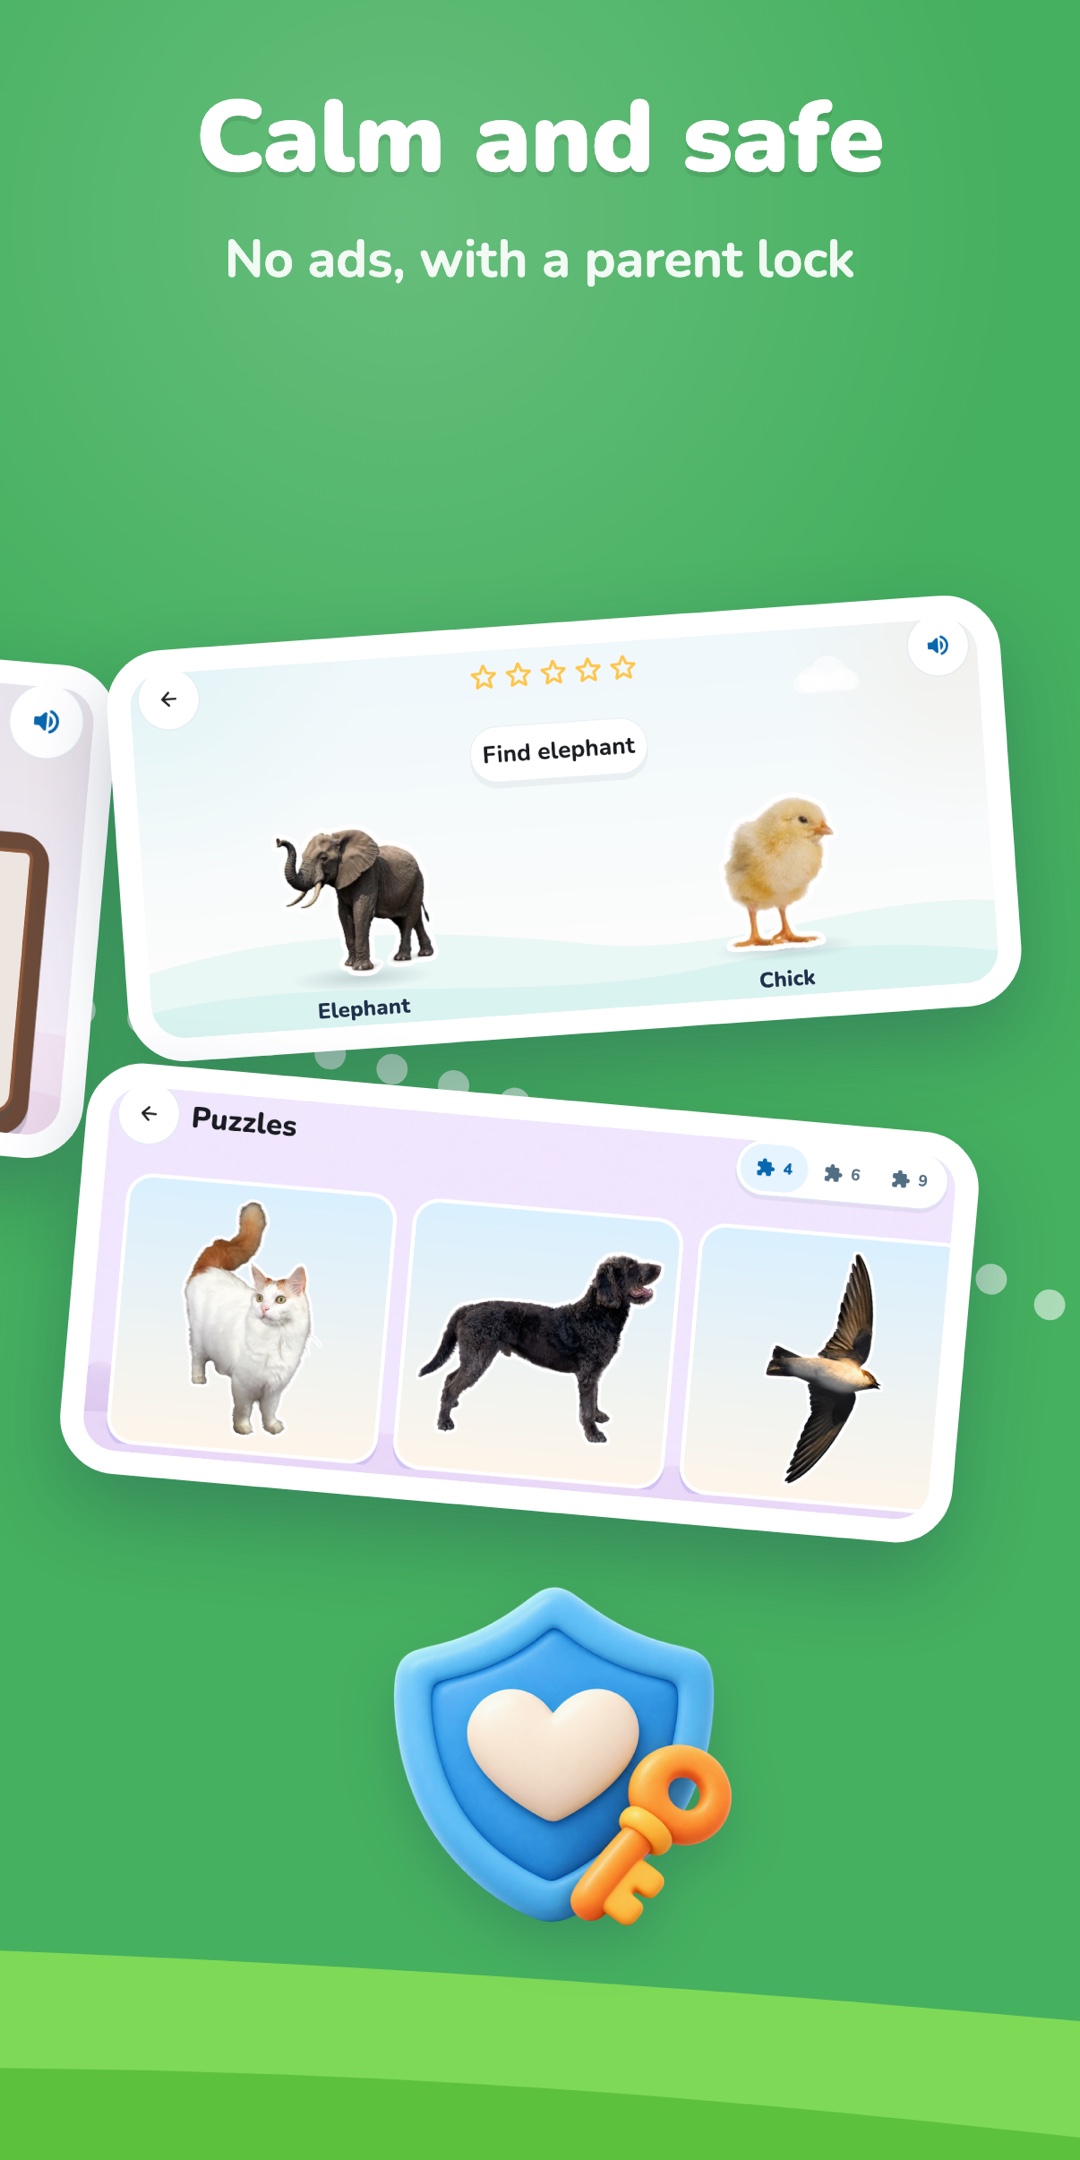 Calm and safe
No ads, with a parent lock
Find elephant
Elephant
Chick
Puzzles
4
6
9